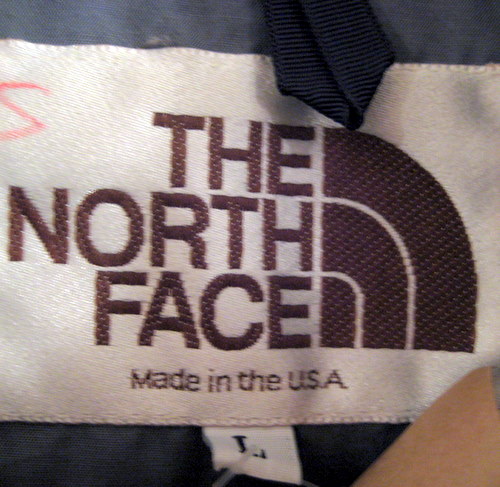 S
THE
NORTH
FACE
Made in the U.S.A.
L